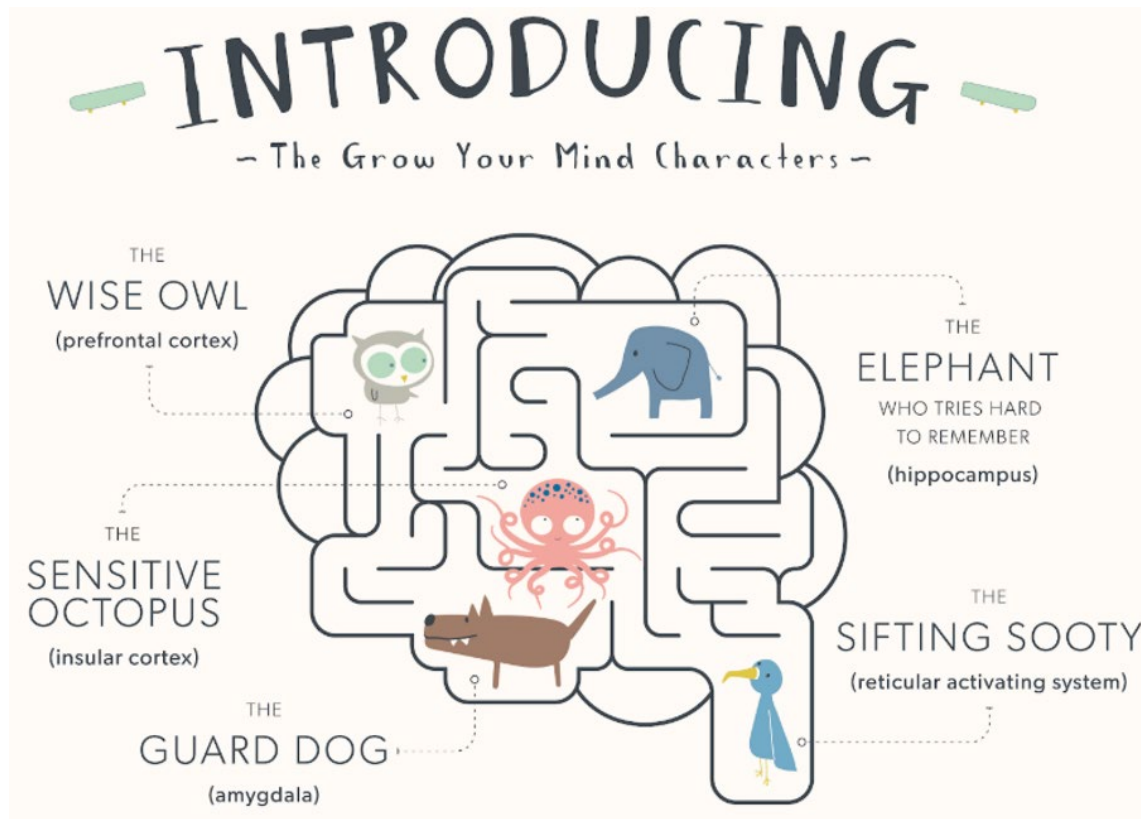 INTRODUCING
~ The Grow Your Mind Characters ~
THE
WISE OWL
(prefrontal cortex)
THE
ELEPHANT
WHO TRIES HARD
TO REMEMBER
(hippocampus)
THE
SENSITIVE
OCTOPUS
(insular cortex)
THE
SIFTING SOOTY
(reticular activating system)
THE
GUARD DOG
(amygdala)